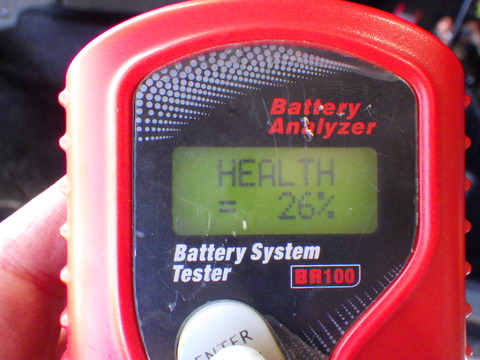 Battery
Analyzer
HEALTH
= 26%
Battery System
Tester
BA100
ENTER